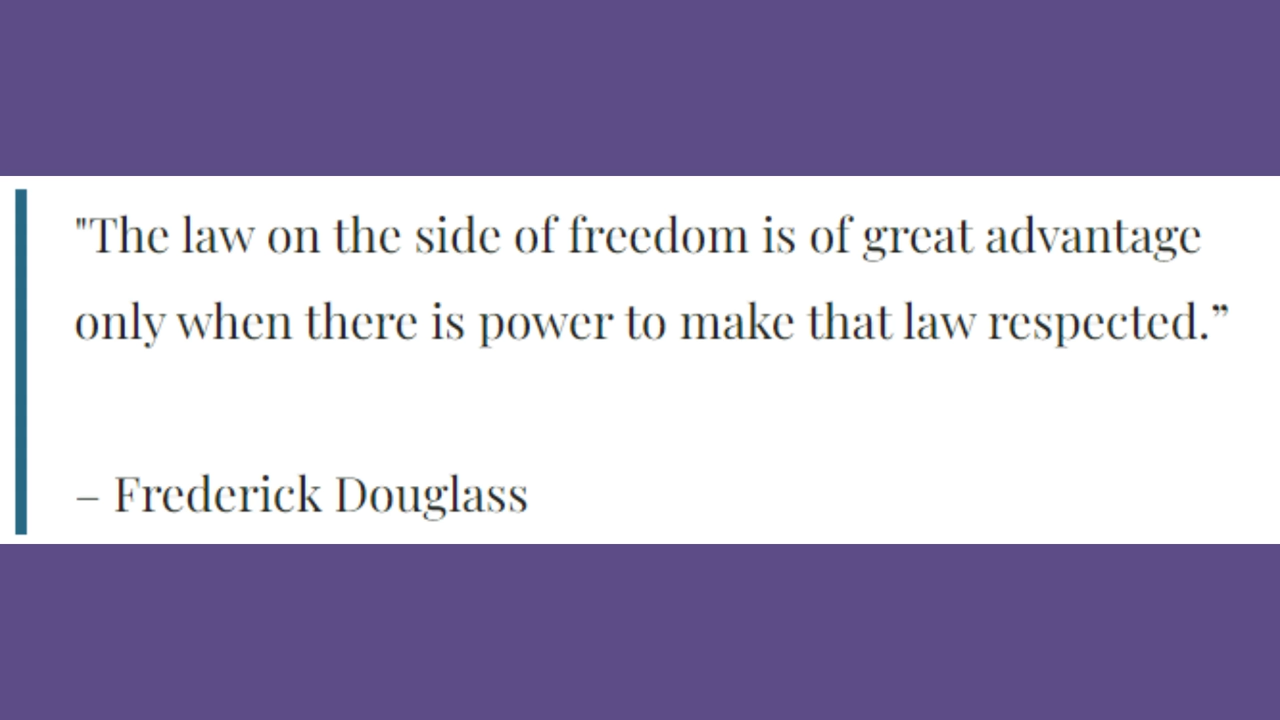 "The law on the side of freedom is of great advantage
only when there is power to make that law respected.”
– Frederick Douglass